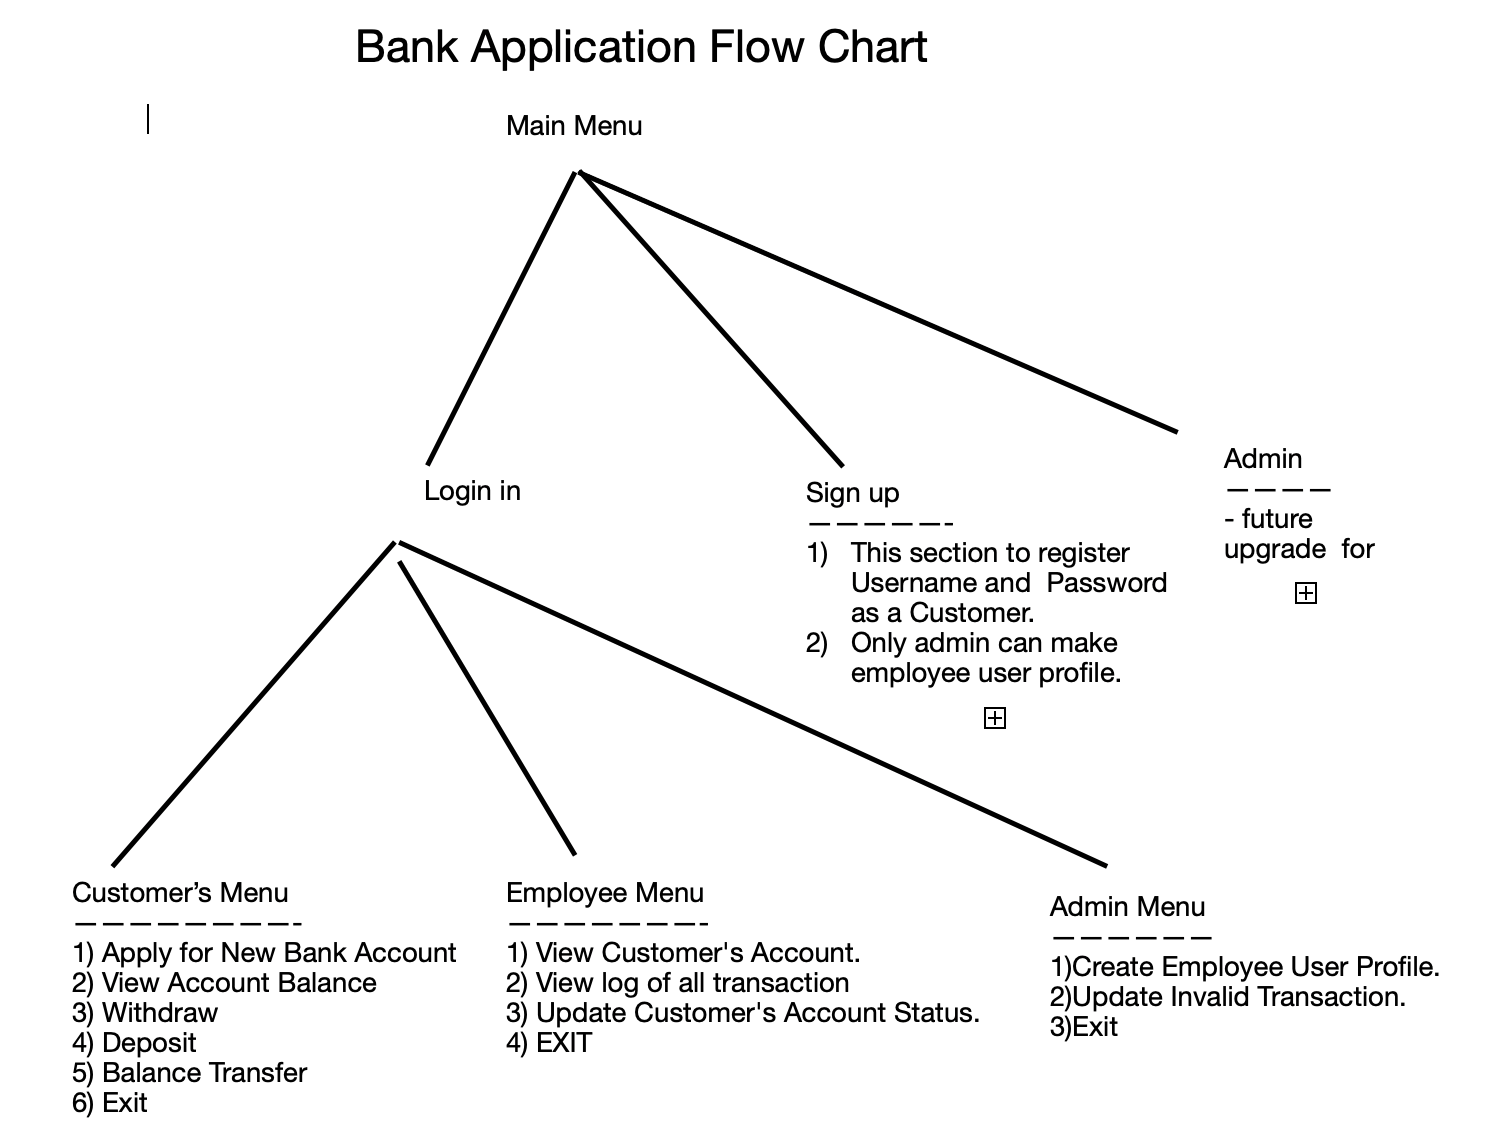 Bank Application Flow Chart
Main Menu
Login in
Sign up
—————-
1) This section to register
Username and  Password
as a Customer.
2) Only admin can make
employee user profile.
Admin
————
- future
upgrade  for
Customer’s Menu
————————-
1) Apply for New Bank Account
2) View Account Balance
3) Withdraw
4) Deposit
5) Balance Transfer
6) Exit
Employee Menu
———————-
1) View Customer's Account.
2) View log of all transaction
3) Update Customer's Account Status.
4) EXIT
Admin Menu
——————
1)Create Employee User Profile.
2)Update Invalid Transaction.
3)Exit